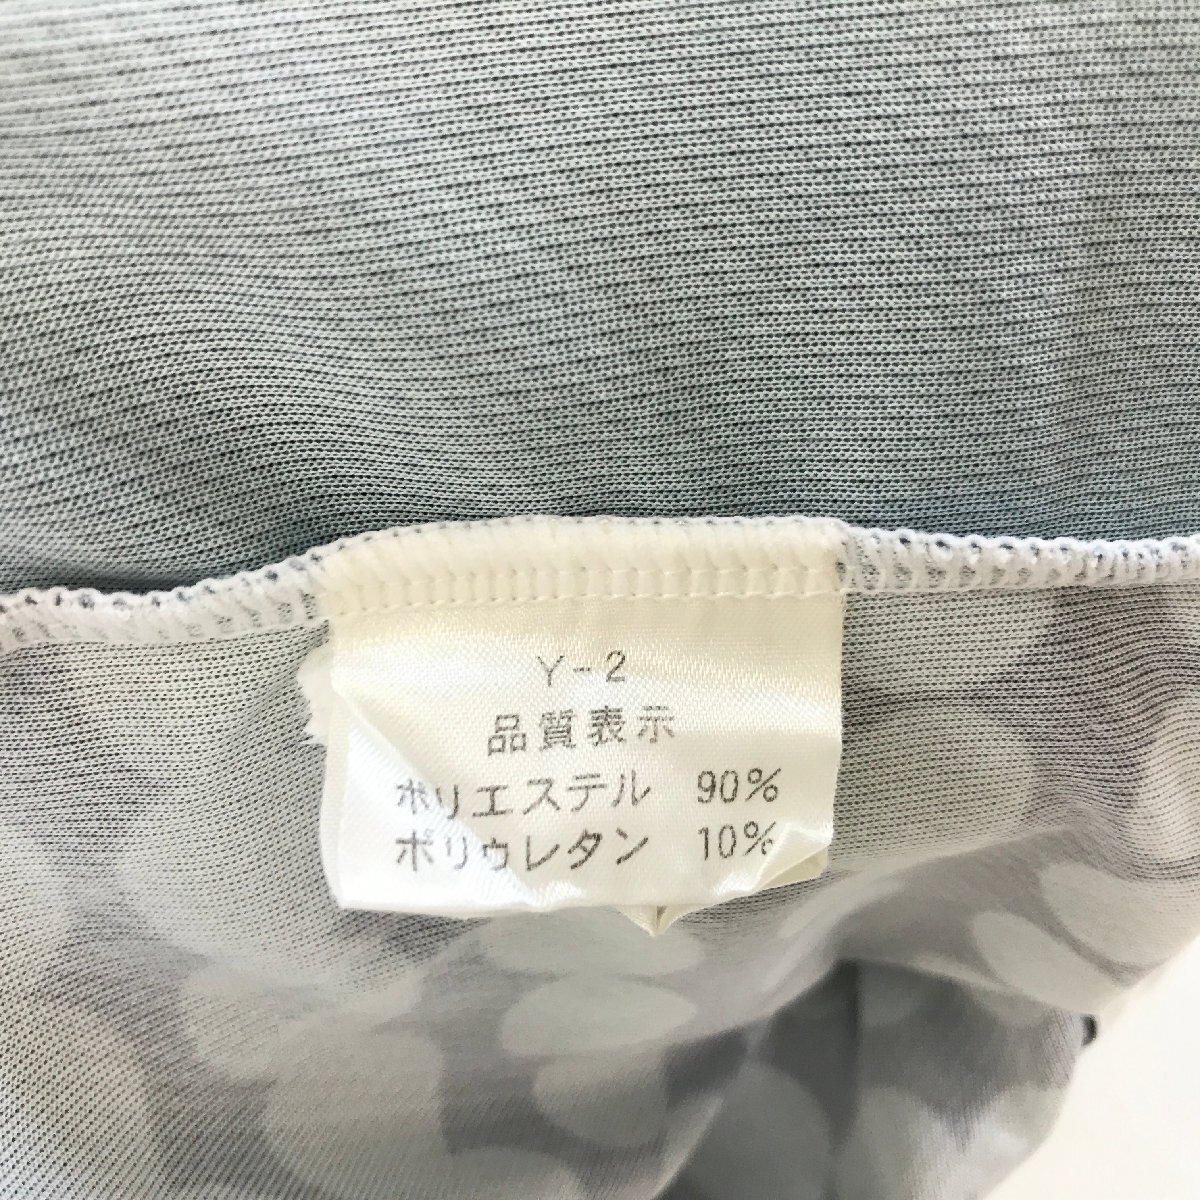 Y-2
品質表示
ポリエステル 90%
ポリウレタン 10%